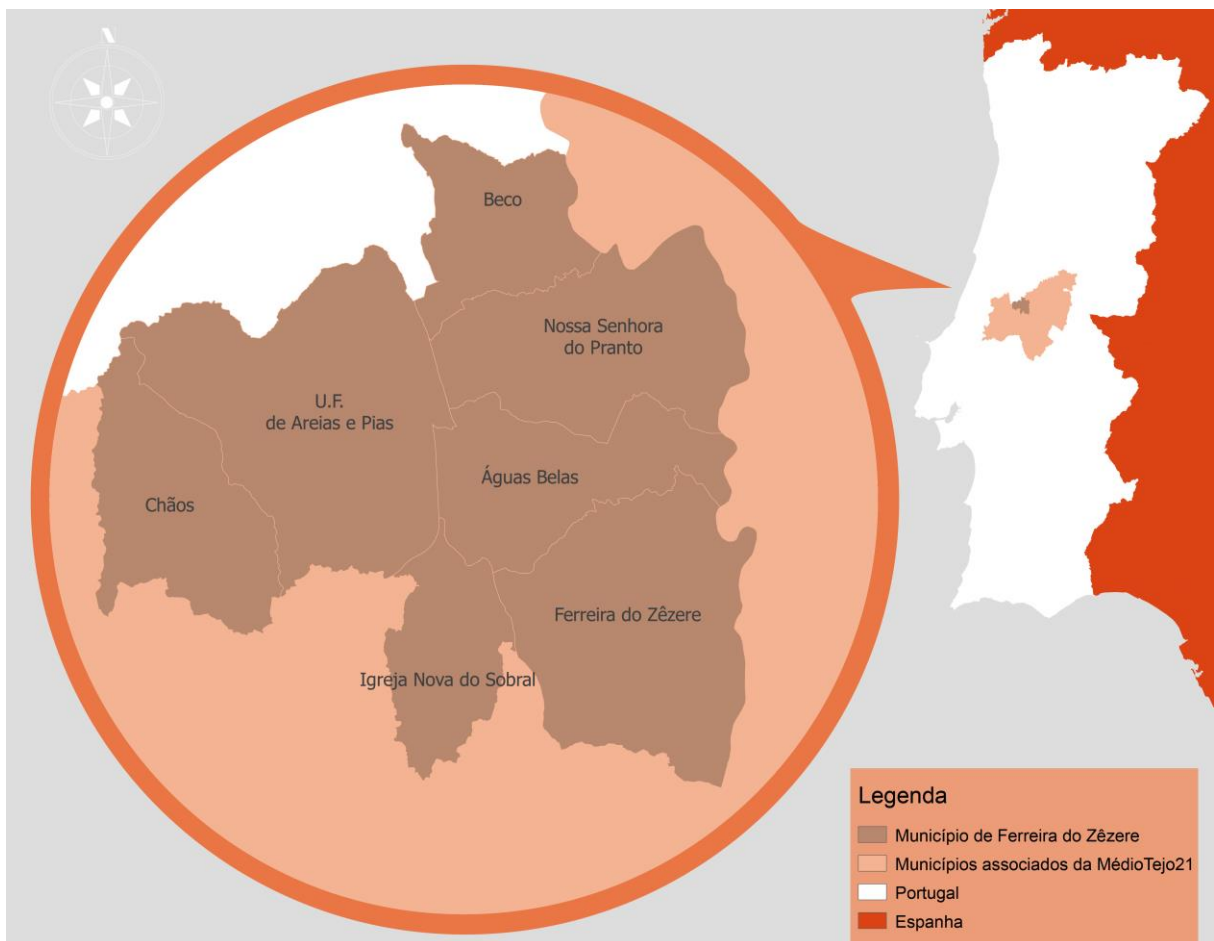 N
Beco
Nossa Senhora
do Pranto
U.F.
de Areias e Pias
Águas Belas
Chãos
Ferreira do Zêzere
Igreja Nova do Sobral
Legenda
Município de Ferreira do Zêzere
Municípios associados da MédioTejo21
Portugal
Espanha